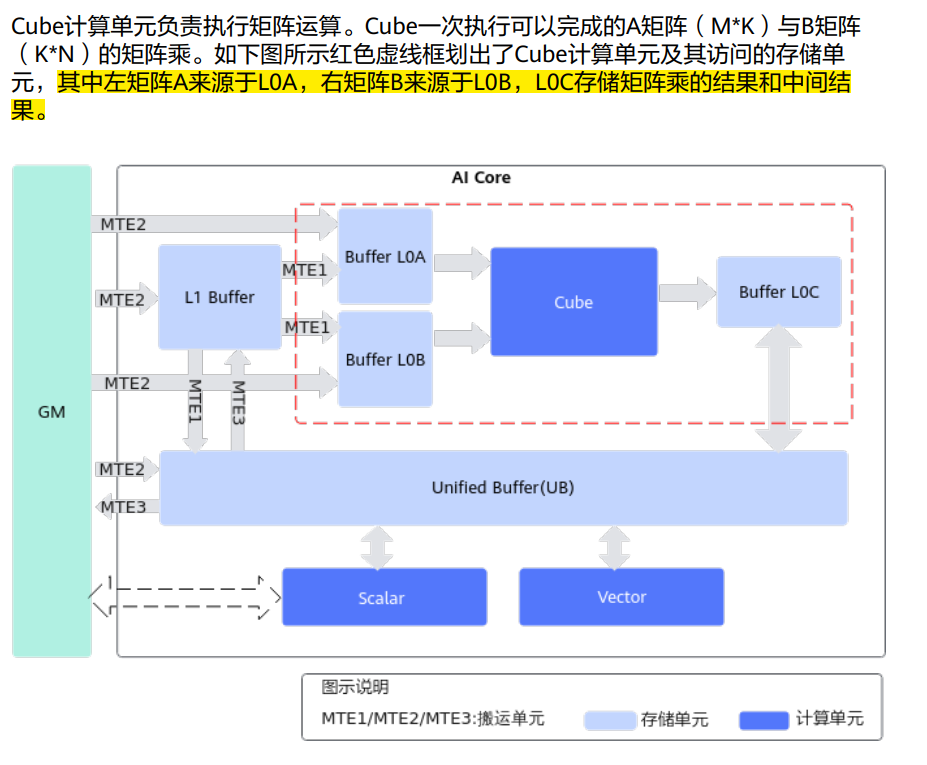 Cube计算单元负责执行矩阵运算。Cube一次执行可以完成的A矩阵（M*K）与B矩阵
（K*N）的矩阵乘。如下图所示红色虚线框划出了Cube计算单元及其访问的存储单
元，其中左矩阵A来源于L0A，右矩阵B来源于L0B，L0C存储矩阵乘的结果和中间结
果。
AI Core
MTE2
Buffer L0A
MTE1
MTE2
L1 Buffer
Cube
Buffer L0C
MTE1
Buffer L0B
MTE2
MTE1
MTE3
GM
MTE2
Unified Buffer(UB)
MTE3
1
Scalar
Vector
图示说明
MTE1/MTE2/MTE3:搬运单元
存储单元
计算单元